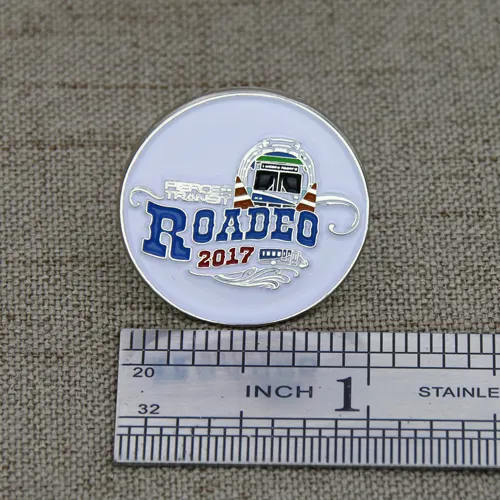 PIERCE
TRANSIT
ROADEO
2017
20
INCH 1 STAINLE
32